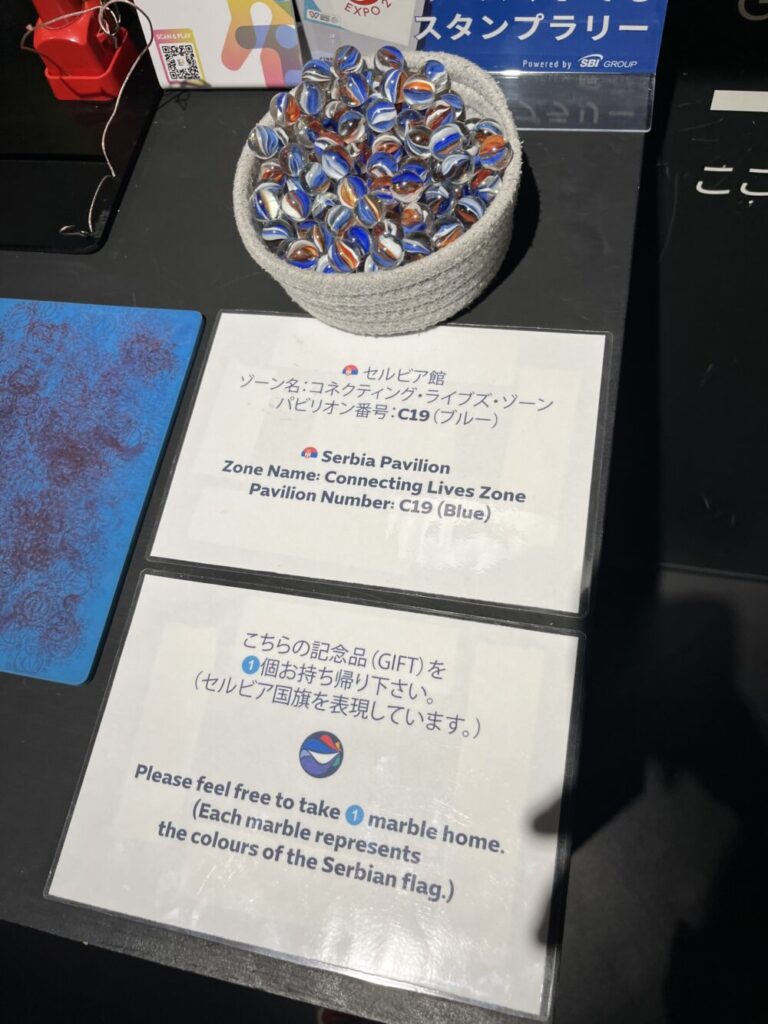 SCAN & PLAY
EXPO 2
スタンプラリー
Powered by SBI GROUP
ここ
セルビア館
ゾーン名：コネクティング・ライブズ・ゾーン
パビリオン番号：C19（ブルー）
Serbia Pavilion
Zone Name: Connecting Lives Zone
Pavilion Number: C19 (Blue)
こちらの記念品（GIFT）を
1個お持ち帰り下さい。
（セルビア国旗を表現しています。）
Please feel free to take 1 marble home.
(Each marble represents
the colours of the Serbian flag.)